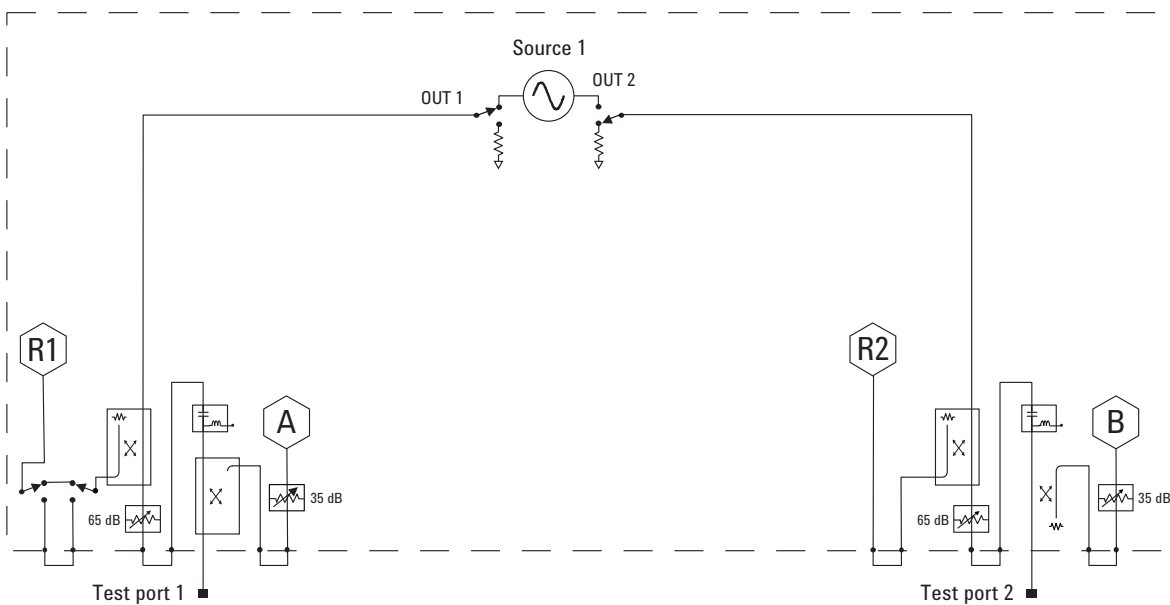 Source 1
OUT 1
OUT 2
R1
R2
A
B
35 dB
35 dB
65 dB
65 dB
Test port 1
Test port 2